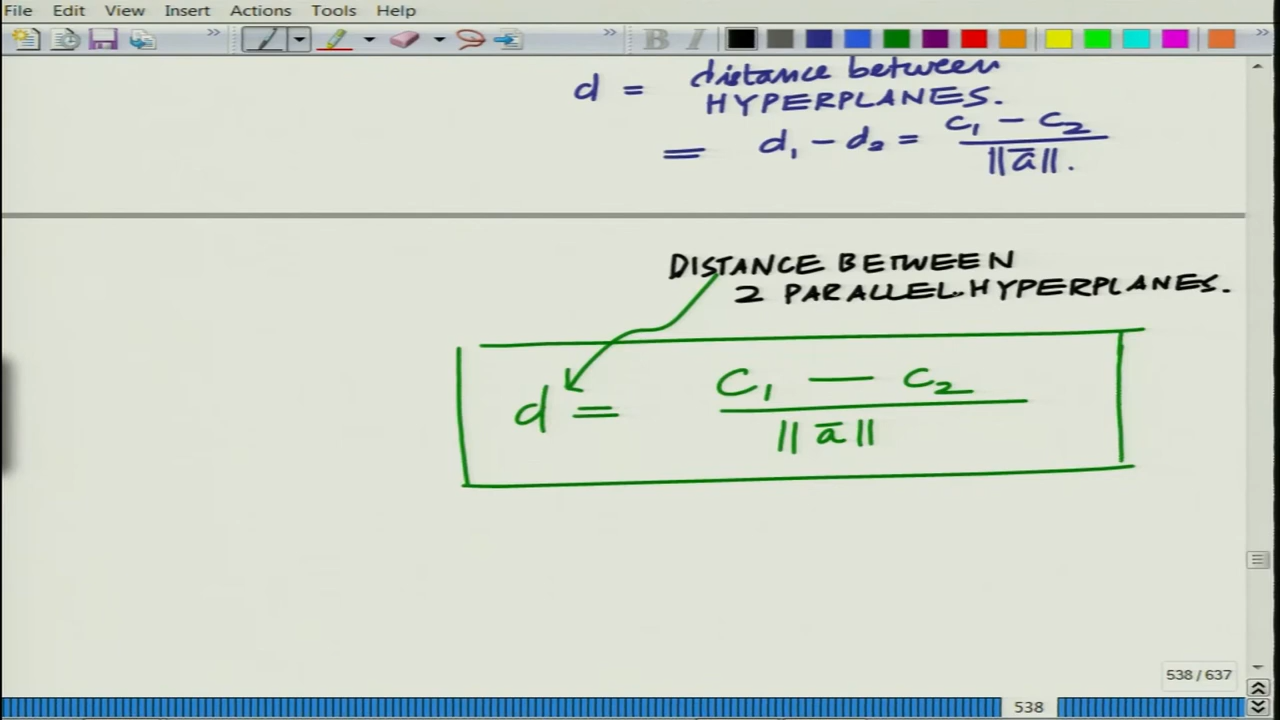 File Edit View Insert Actions Tools Help
B I
d = distance between
HYPERPLANES.
= d₁ - d₂ = c₁ - c₂
||a̅||.
DISTANCE BETWEEN
2 PARALLEL HYPERPLANES.
d = C₁ - C₂
||a̅||
538 / 637
538